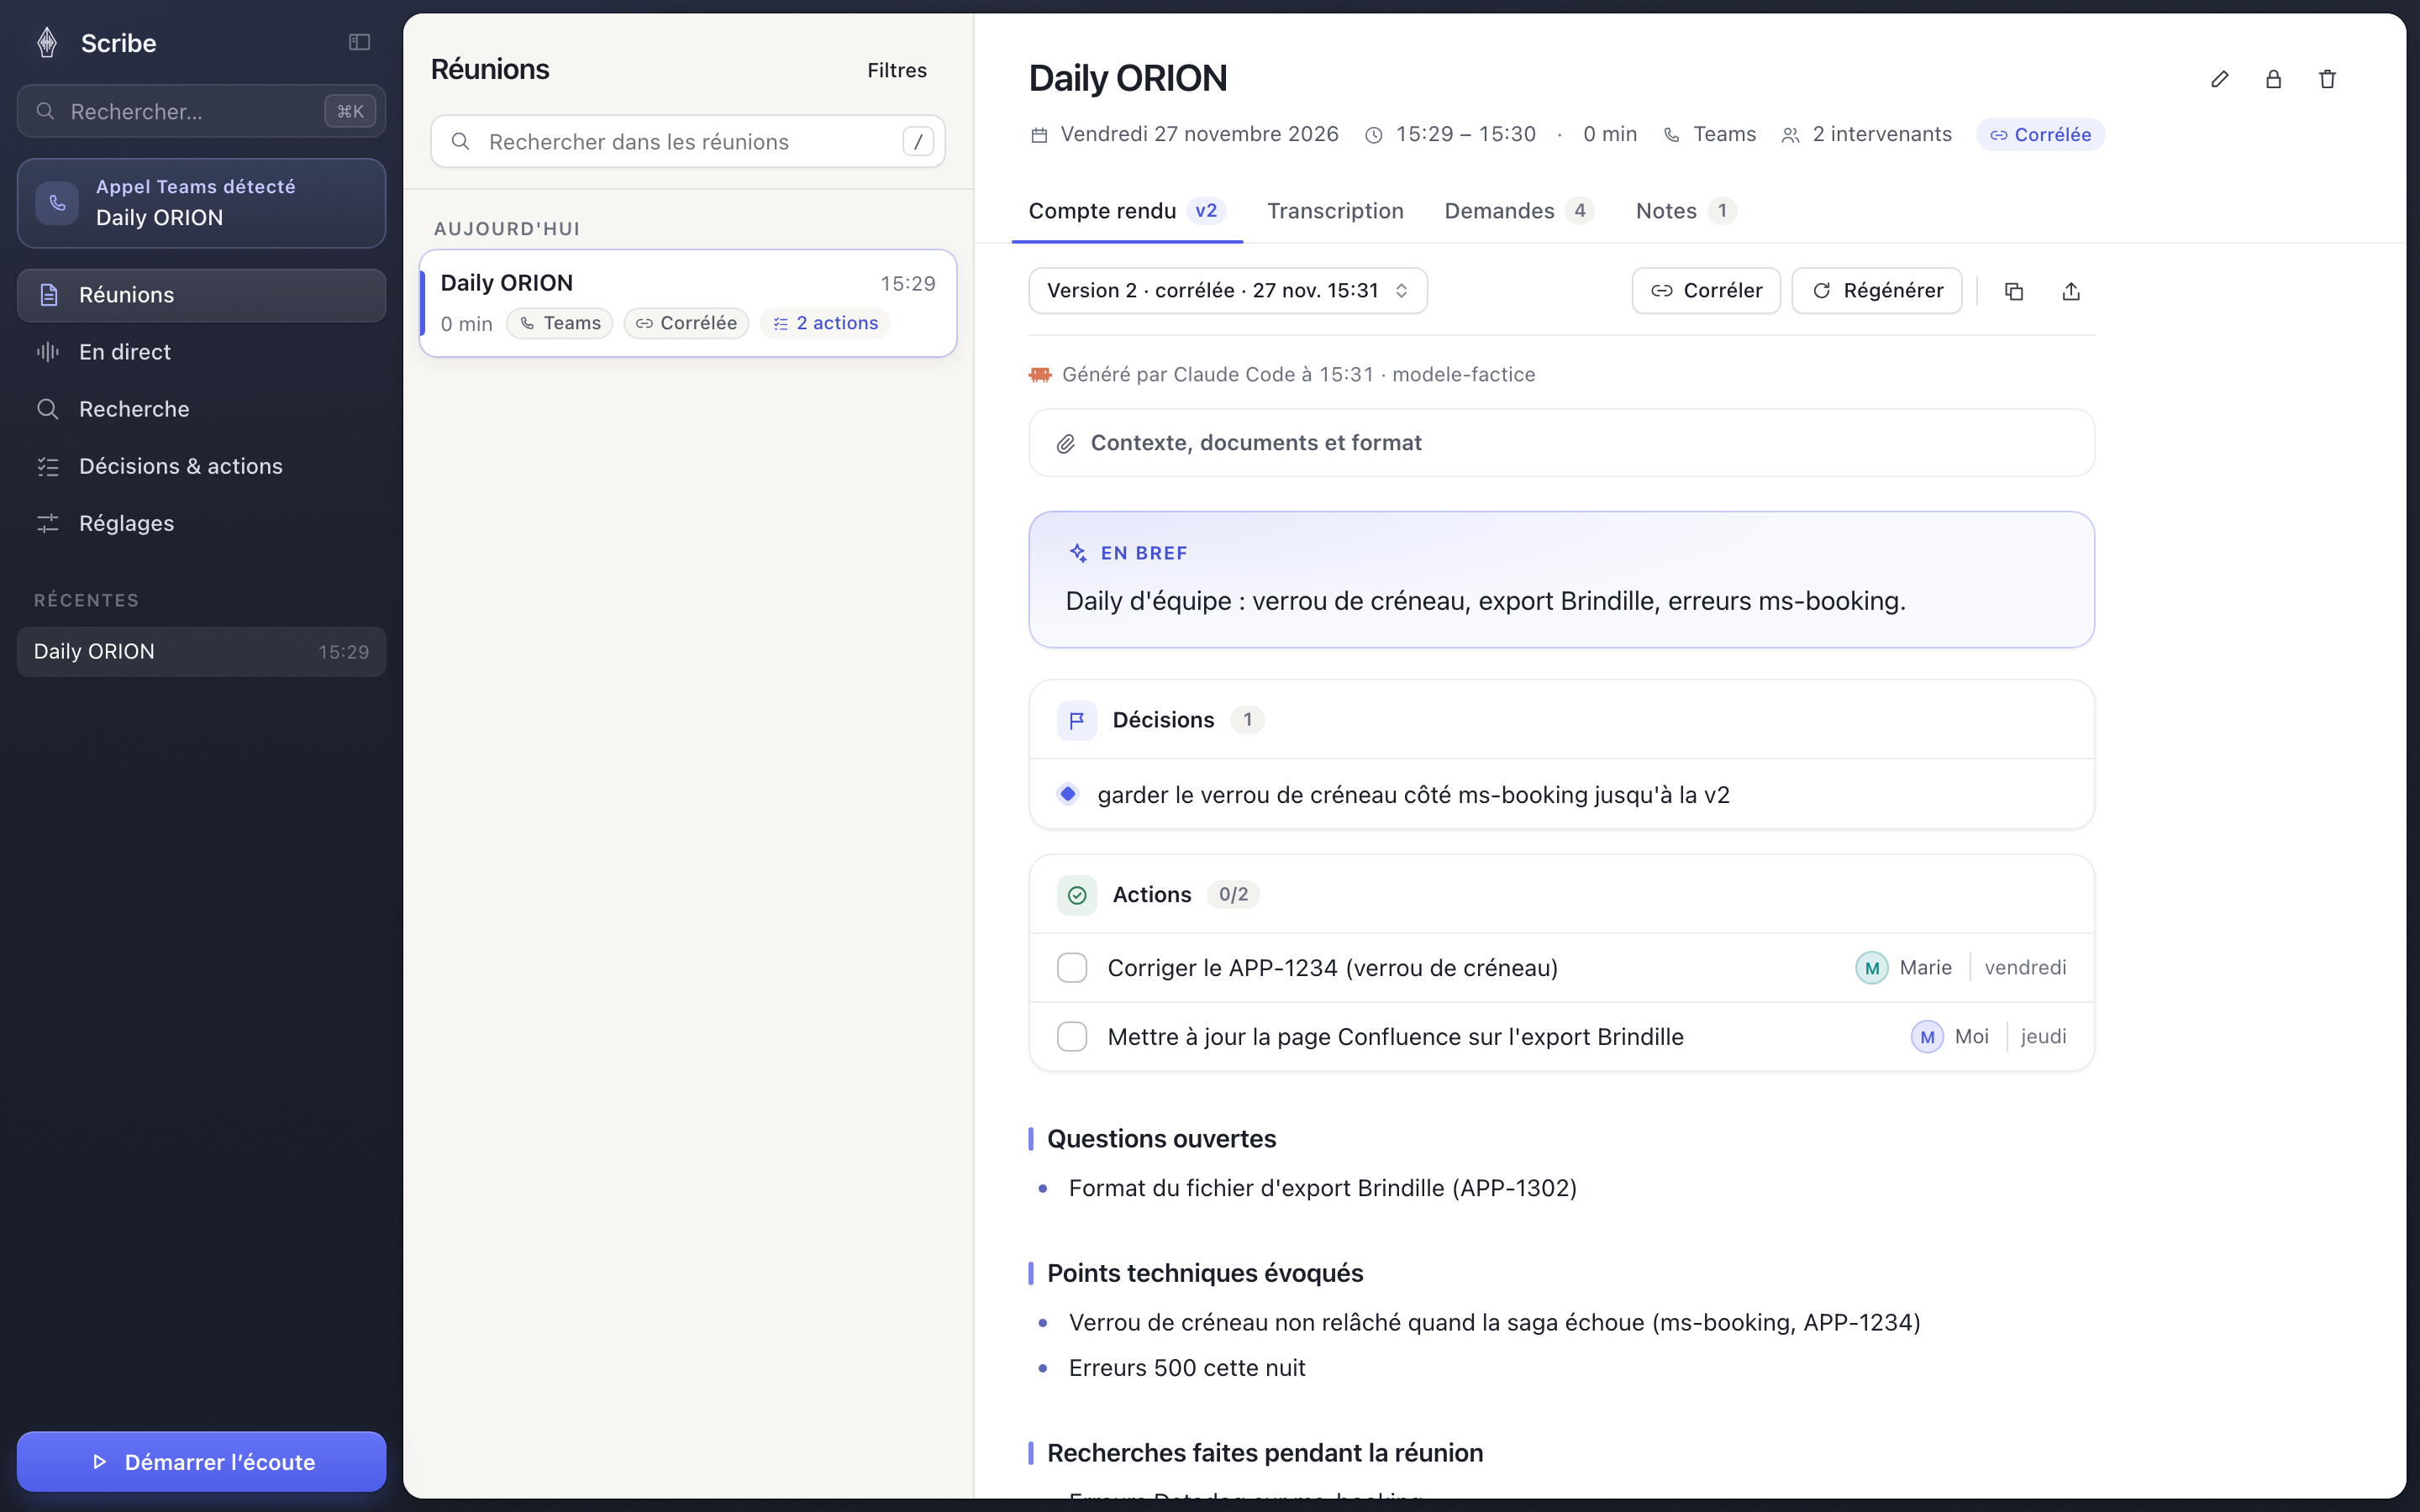 Scribe
Rechercher...
⌘K
Appel Teams détecté
Daily ORION
Réunions
En direct
Recherche
Décisions & actions
Réglages
RÉCENTES
Daily ORION 15:29
Démarrer l’écoute
Réunions
Filtres
Rechercher dans les réunions /
AUJOURD'HUI
Daily ORION 15:29
0 min Teams Corrélée 2 actions
Daily ORION
Vendredi 27 novembre 2026 15:29 – 15:30 · 0 min Teams 2 intervenants Corrélée
Compte rendu v2 Transcription Demandes 4 Notes 1
Version 2 · corrélée · 27 nov. 15:31 Corréler Régénérer
Généré par Claude Code à 15:31 · modele-factice
Contexte, documents et format
EN BREF
Daily d'équipe : verrou de créneau, export Brindille, erreurs ms-booking.
Décisions 1
garder le verrou de créneau côté ms-booking jusqu'à la v2
Actions 0/2
Corriger le APP-1234 (verrou de créneau) M Marie vendredi
Mettre à jour la page Confluence sur l'export Brindille M Moi jeudi
Questions ouvertes
Format du fichier d'export Brindille (APP-1302)
Points techniques évoqués
Verrou de créneau non relâché quand la saga échoue (ms-booking, APP-1234)
Erreurs 500 cette nuit
Recherches faites pendant la réunion